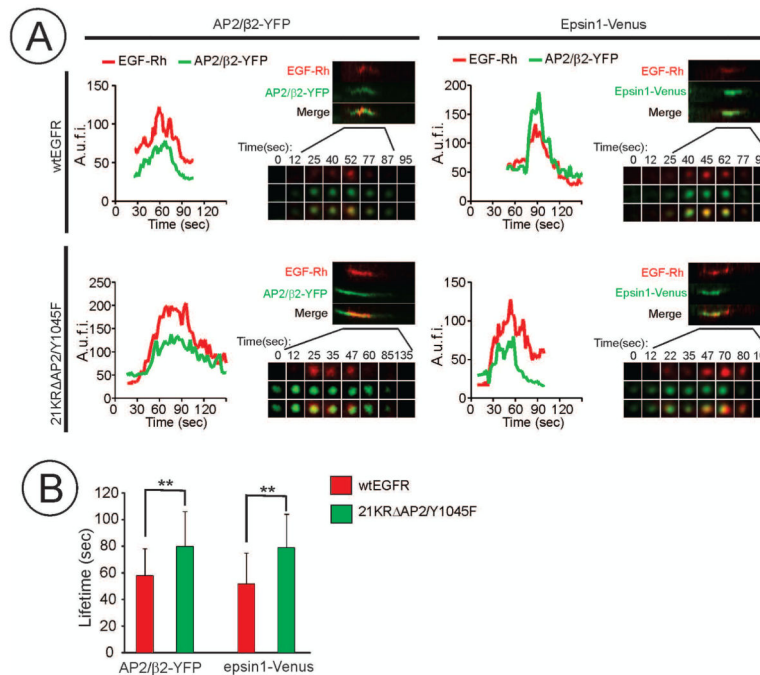 A
AP2/β2-YFP
Epsin1-Venus
wtEGFR
EGF-Rh AP2/β2-YFP
A.u.f.i.
150
100
50
0
0 30 60 90 120 150
Time (sec)
EGF-Rh
AP2/β2-YFP
Merge
Time(sec):
0 12 25 40 52 77 87 95
EGF-Rh AP2/β2-YFP
A.u.f.i.
200
150
100
50
0
0 30 60 90 120 150
Time (sec)
EGF-Rh
Epsin1-Venus
Merge
Time(sec):
0 12 25 40 45 62 77 9
21KRΔAP2/Y1045F
A.u.f.i.
250
200
150
100
50
0
0 30 60 90 120 150
Time (sec)
EGF-Rh
AP2/β2-YFP
Merge
Time(sec):
0 12 25 35 47 60 85 135
A.u.f.i.
150
100
50
0
0 30 60 90 120 150
Time (sec)
EGF-Rh
Epsin1-Venus
Merge
Time(sec):
0 12 22 35 47 70 80 10
B
Lifetime (sec)
120
100
80
60
40
20
0
**
**
AP2/β2-YFP
epsin1-Venus
wtEGFR
21KRΔAP2/Y1045F